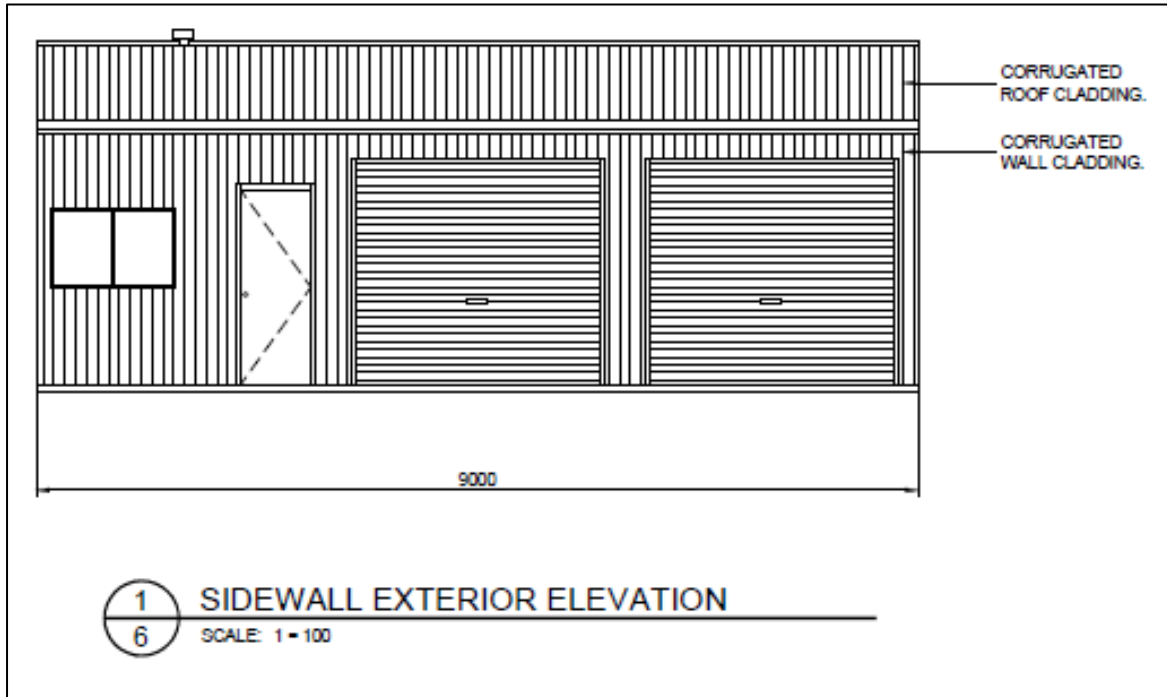 CORRUGATED
ROOF CLADDING.
CORRUGATED
WALL CLADDING.
9000
1
6
SIDEWALL EXTERIOR ELEVATION
SCALE: 1 = 100